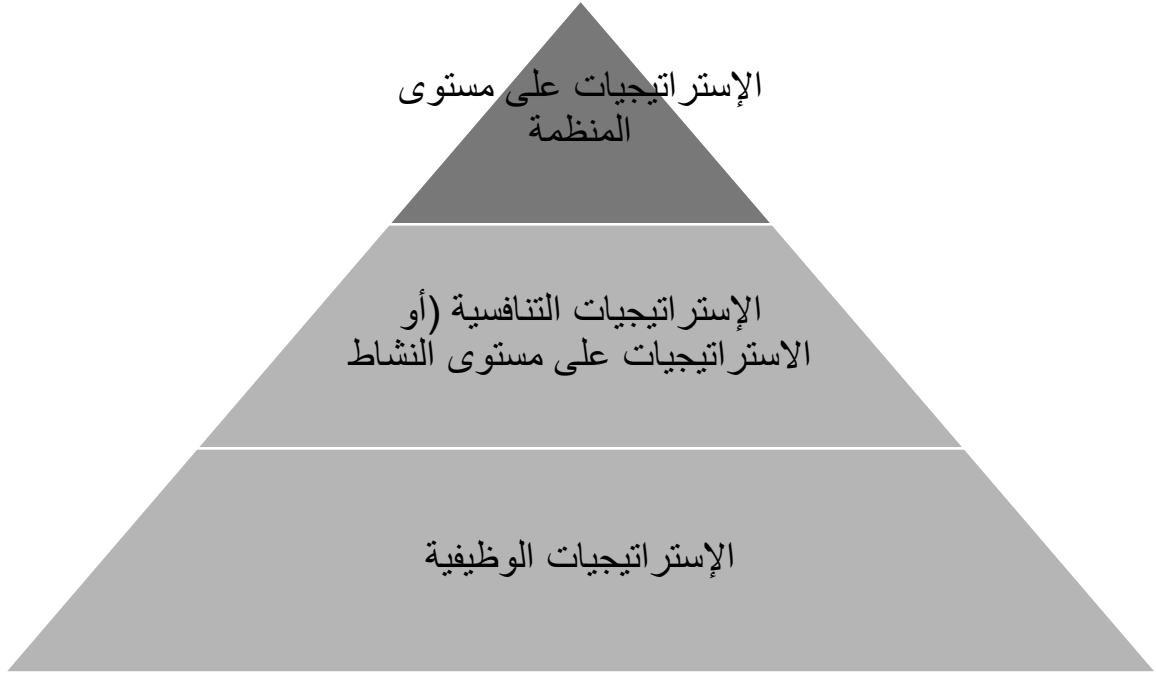 الإستراتيجيات على مستوى
المنظمة
الإستراتيجيات التنافسية (أو
الاستراتيجيات على مستوى النشاط
الإستراتيجيات الوظيفية